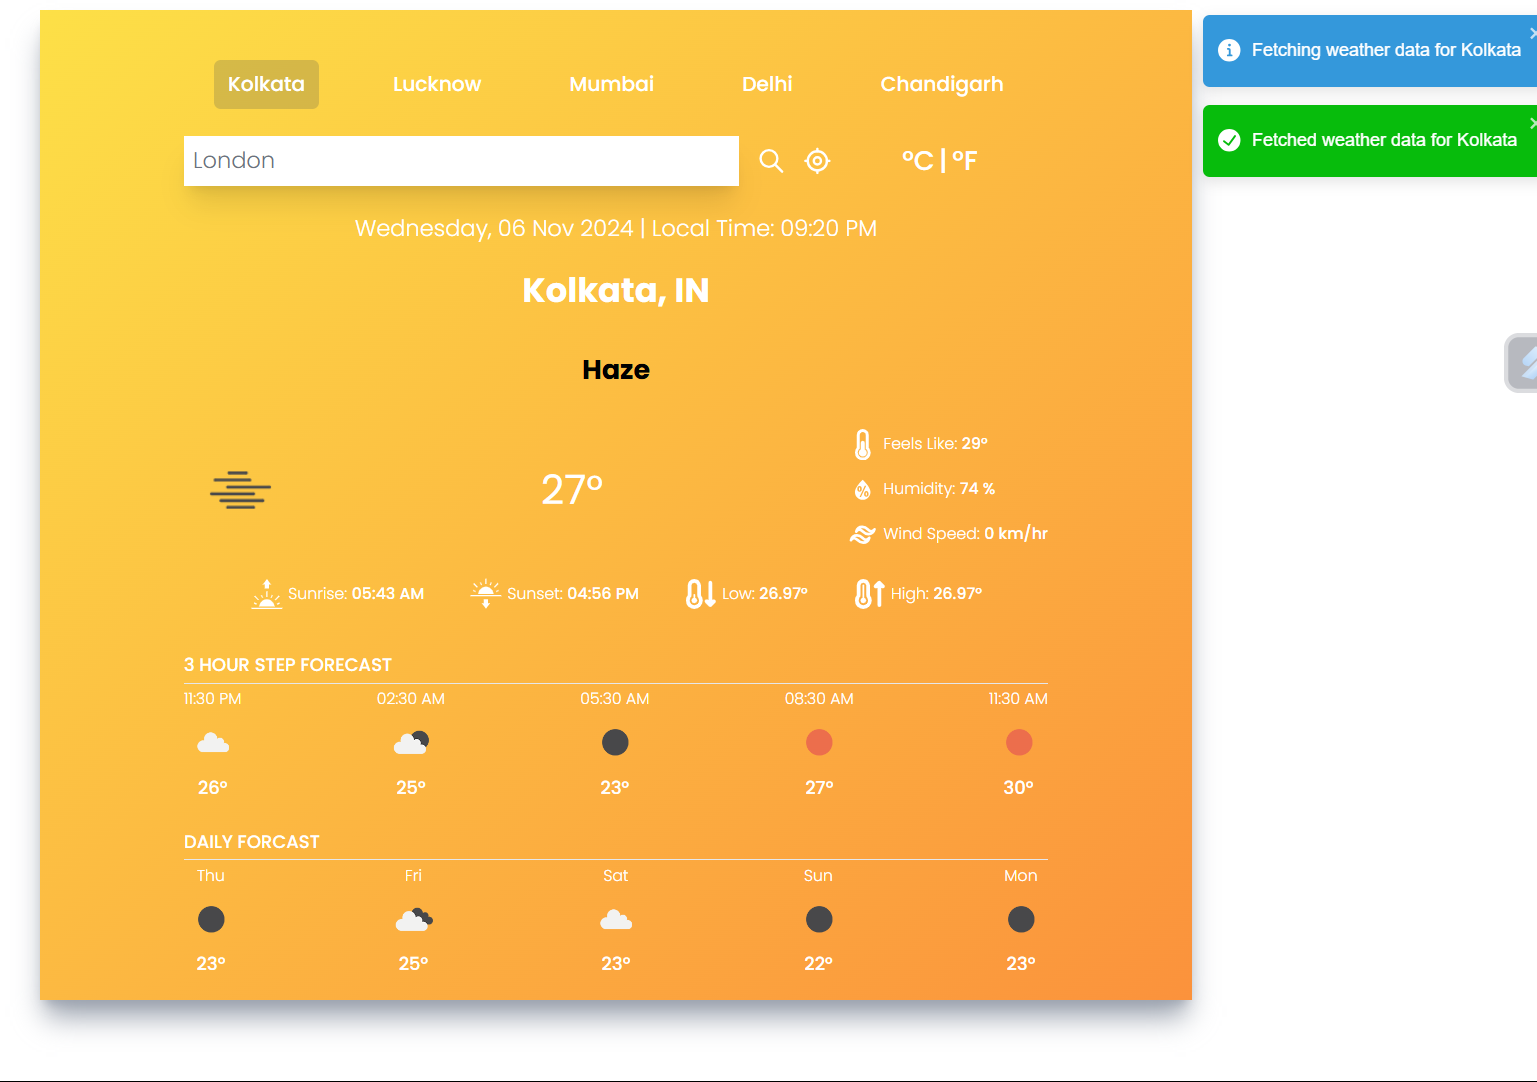 Kolkata Lucknow Mumbai Delhi Chandigarh
London °C | °F
Wednesday, 06 Nov 2024 | Local Time: 09:20 PM
Kolkata, IN
Haze
27°
Feels Like: 29°
Humidity: 74 %
Wind Speed: 0 km/hr
Sunrise: 05:43 AM Sunset: 04:56 PM Low: 26.97° High: 26.97°
3 HOUR STEP FORECAST
11:30 PM 02:30 AM 05:30 AM 08:30 AM 11:30 AM
26° 25° 23° 27° 30°
DAILY FORCAST
Thu Fri Sat Sun Mon
23° 25° 23° 22° 23°
Fetching weather data for Kolkata
Fetched weather data for Kolkata